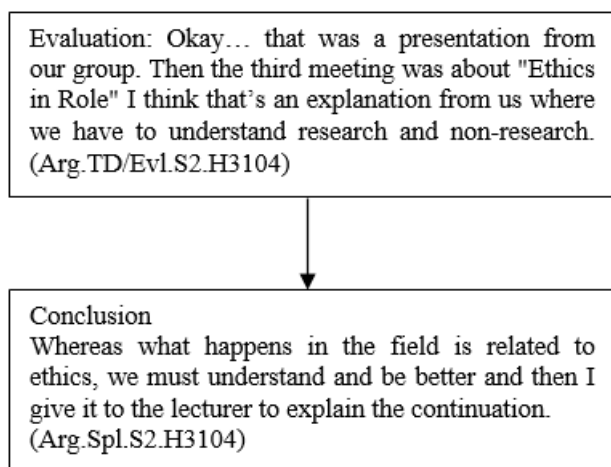 Evaluation: Okay… that was a presentation from
our group. Then the third meeting was about "Ethics
in Role" I think that’s an explanation from us where
we have to understand research and non-research.
(Arg.TD/Evl.S2.H3104)
Conclusion
Whereas what happens in the field is related to
ethics, we must understand and be better and then I
give it to the lecturer to explain the continuation.
(Arg.Spl.S2.H3104)